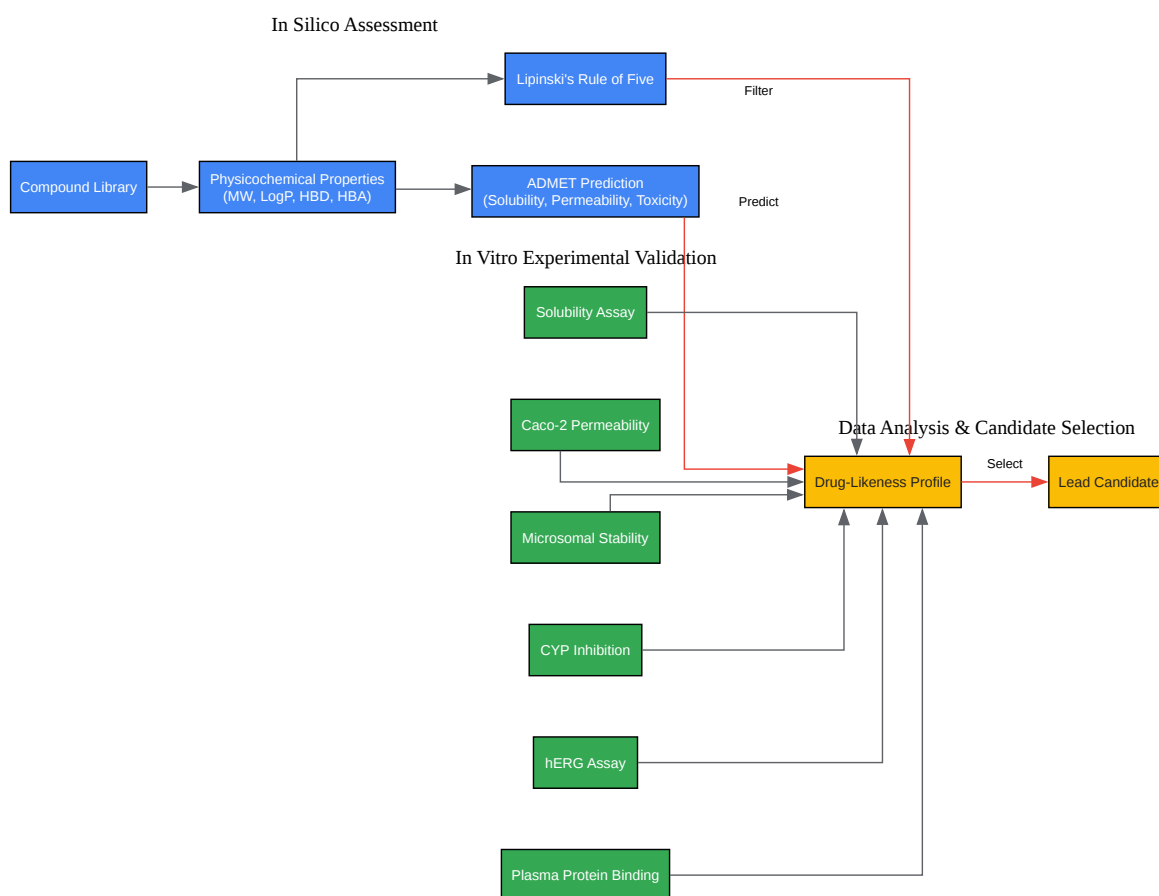 In Silico Assessment
Lipinski's Rule of Five
Filter
Compound Library
Physicochemical Properties
(MW, LogP, HBD, HBA)
ADMET Prediction
(Solubility, Permeability, Toxicity)
Predict
In Vitro Experimental Validation
Solubility Assay
Caco-2 Permeability
Data Analysis & Candidate Selection
Drug-Likeness Profile
Select
Lead Candidate
Microsomal Stability
CYP Inhibition
hERG Assay
Plasma Protein Binding